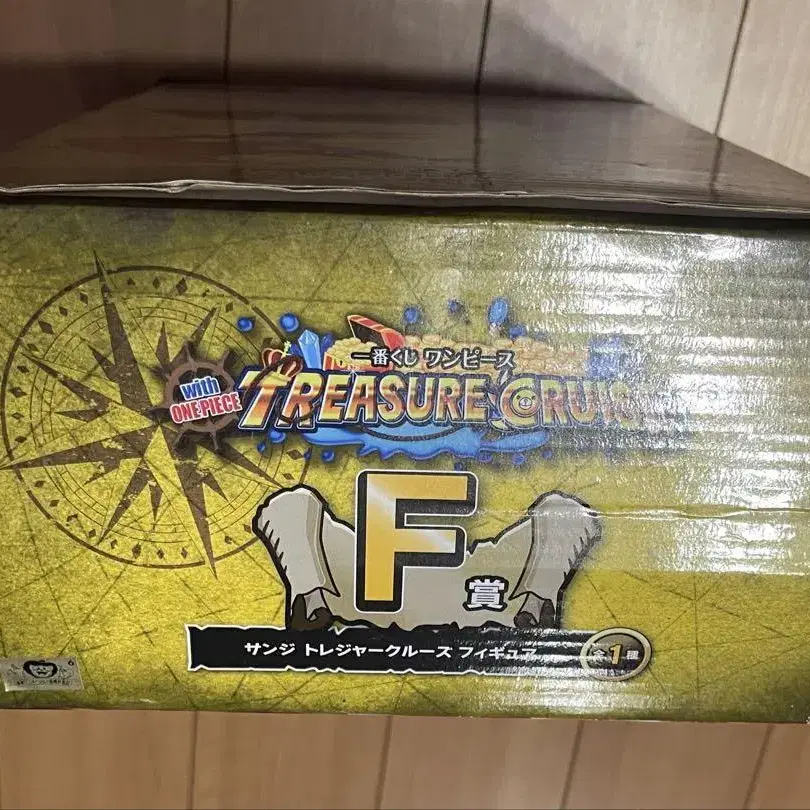 一番くじ ワンピース
with
ONE PIECE
TREASURE CRUIS
F
賞
サンジ トレジャークルーズ フィギュア
全1種